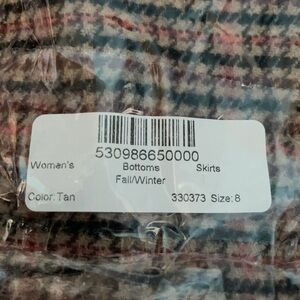 530986650000
Women's Bottoms Skirts
Fall/Winter
Color: Tan 330373 Size: 8